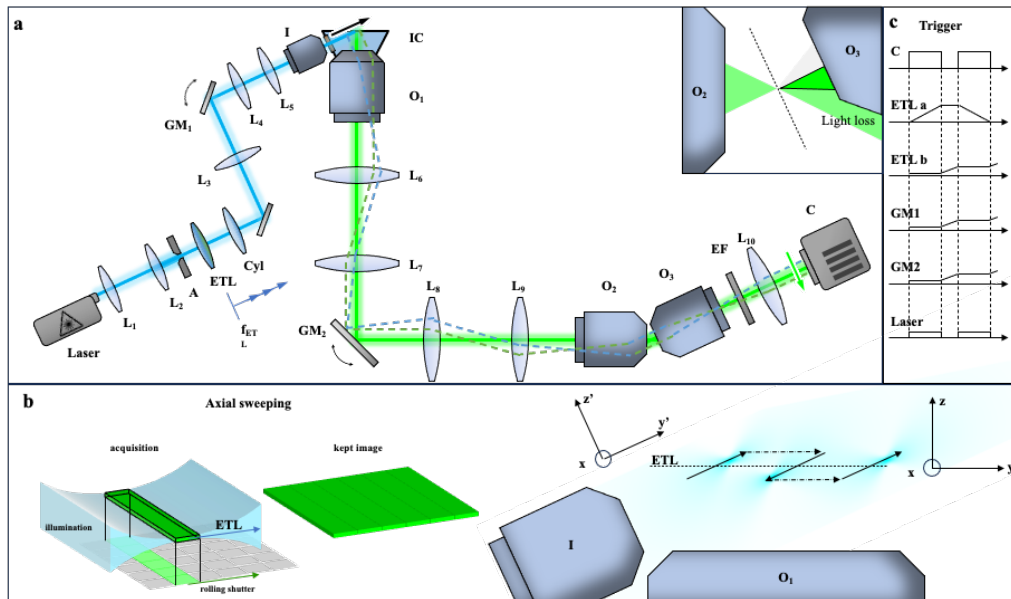 a
I
IC
O1
L5
L4
GM1
L3
Cyl
ETL
A
L2
L1
Laser
fET
L
L6
L7
GM2
L8
L9
O2
O3
EF
L10
C
O2
O3
Light loss
c
Trigger
C
ETL a
ETL b
GM1
GM2
Laser
b
Axial sweeping
acquisition
kept image
illumination
ETL
rolling shutter
z'
y'
x
ETL
z
x
y
I
O1